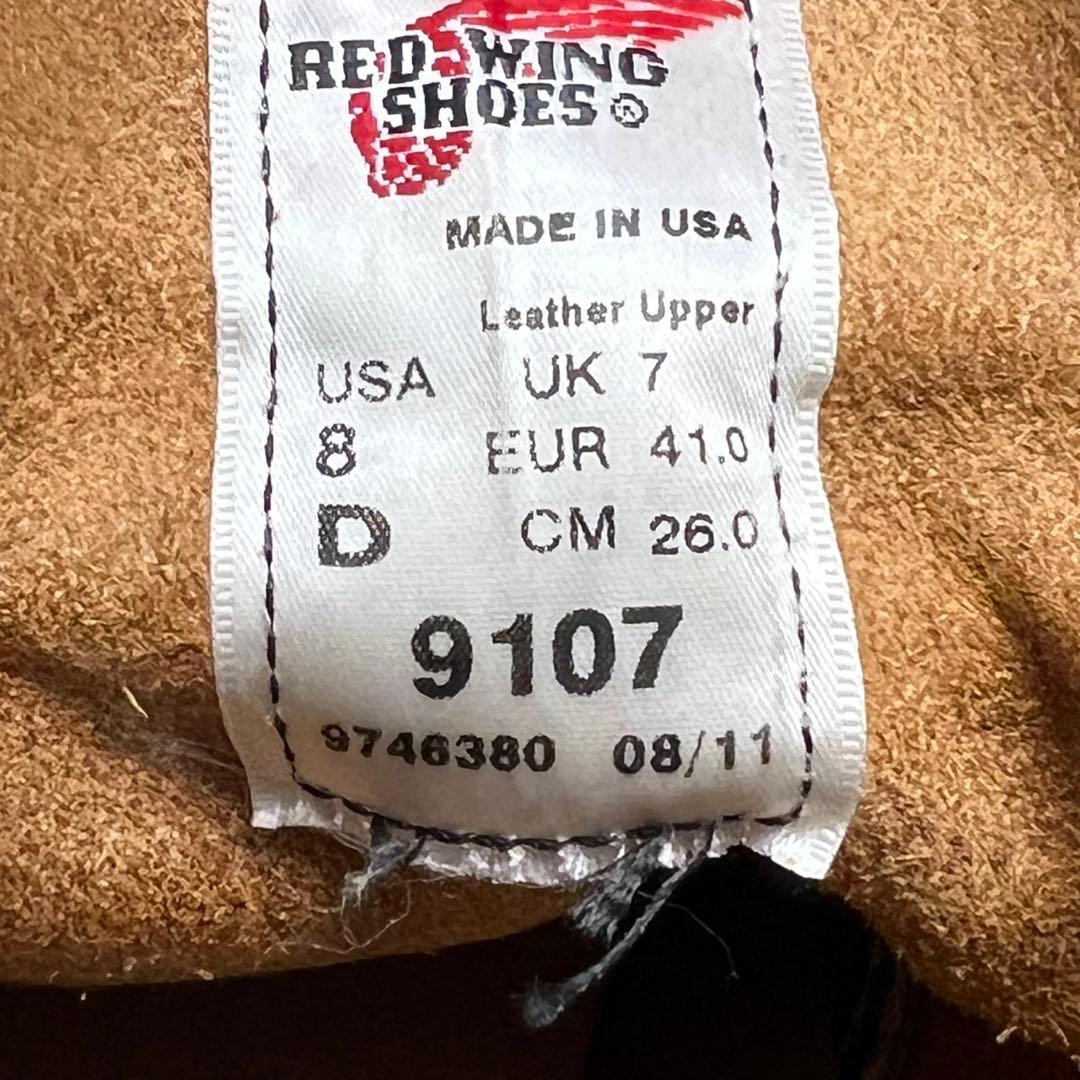 RED WING
SHOES ®
MADE IN USA
Leather Upper
USA UK 7
8 EUR 41.0
D CM 26.0
9107
9746380 08/11